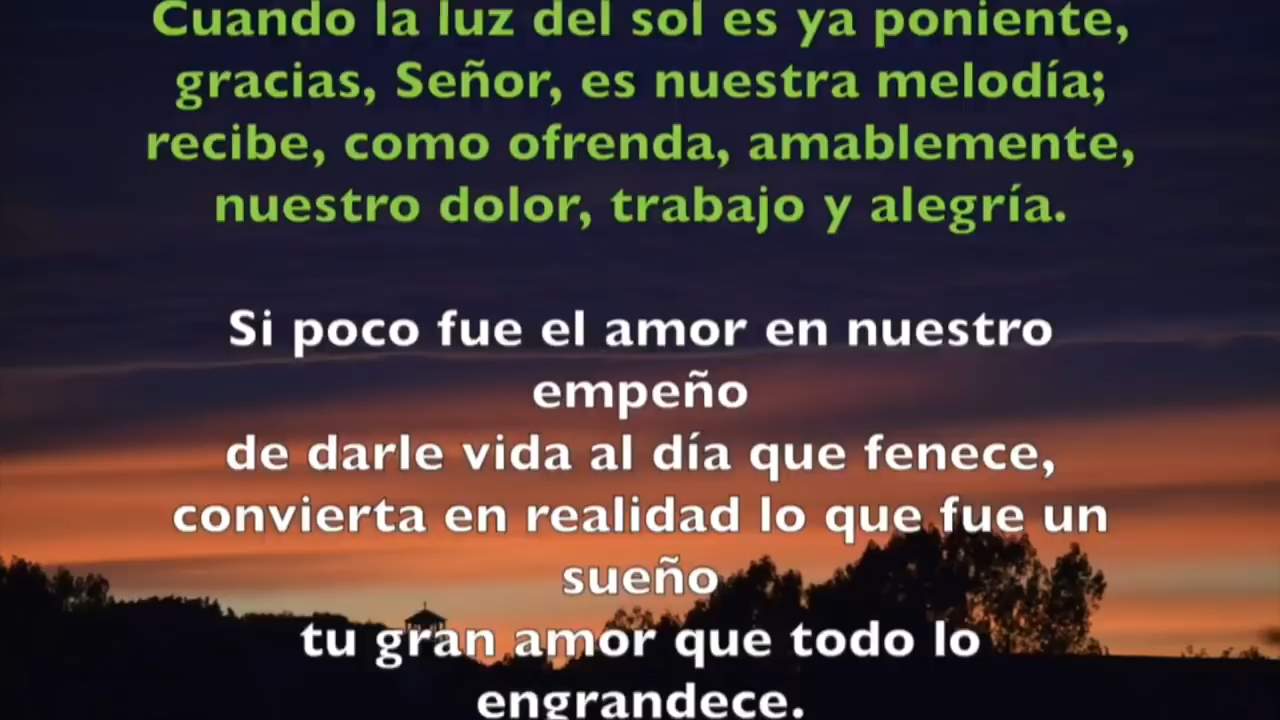 Cuando la luz del sol es ya poniente,
gracias, Señor, es nuestra melodía;
recibe, como ofrenda, amablemente,
nuestro dolor, trabajo y alegría.
Si poco fue el amor en nuestro
empeño
de darle vida al día que fenece,
convierta en realidad lo que fue un
sueño
tu gran amor que todo lo
engrandece.